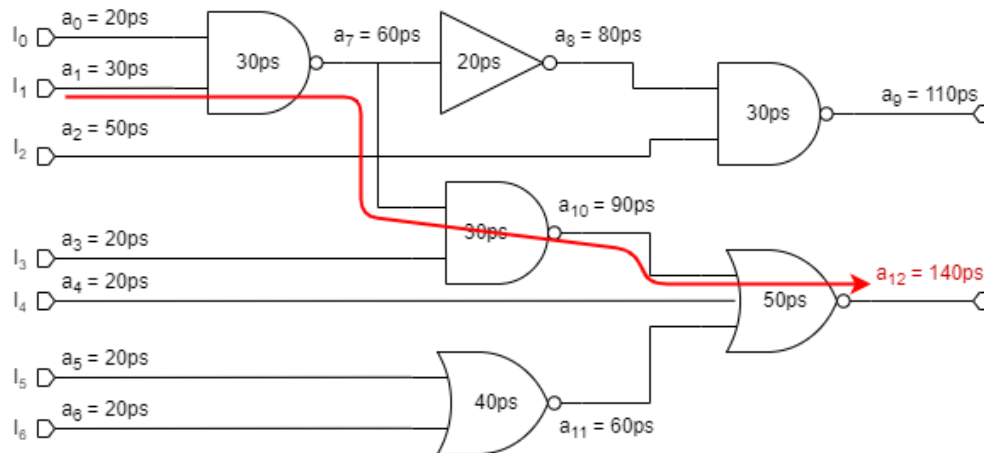 I₀ a₀ = 20ps
30ps
a₇ = 60ps
20ps
a₈ = 80ps
I₁ a₁ = 30ps
30ps
a₉ = 110ps
I₂ a₂ = 50ps
30ps
a₁₀ = 90ps
I₃ a₃ = 20ps
I₄ a₄ = 20ps
50ps
a₁₂ = 140ps
I₅ a₅ = 20ps
40ps
a₁₁ = 60ps
I₆ a₆ = 20ps